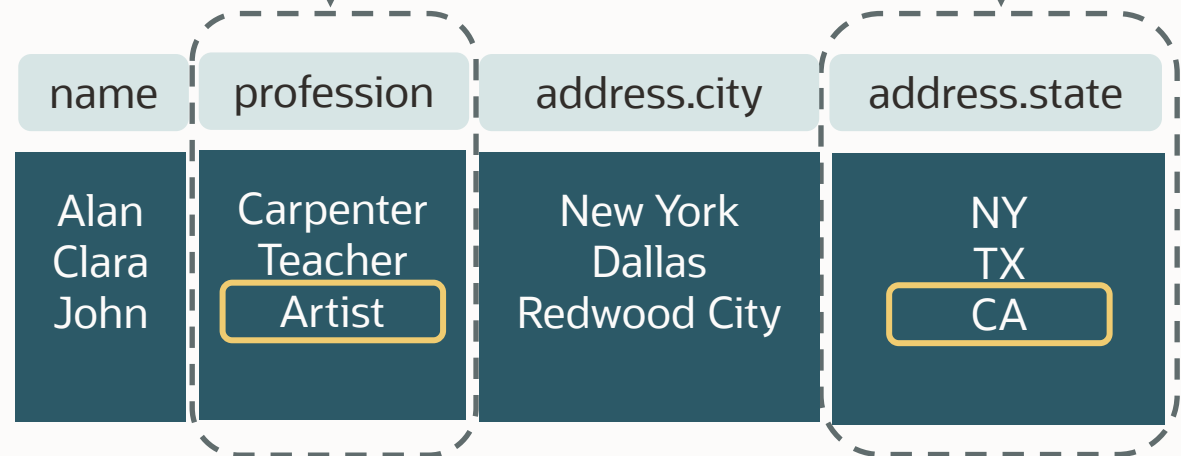 name profession address.city address.state
Alan Carpenter New York NY
Clara Teacher Dallas TX
John Artist Redwood City CA